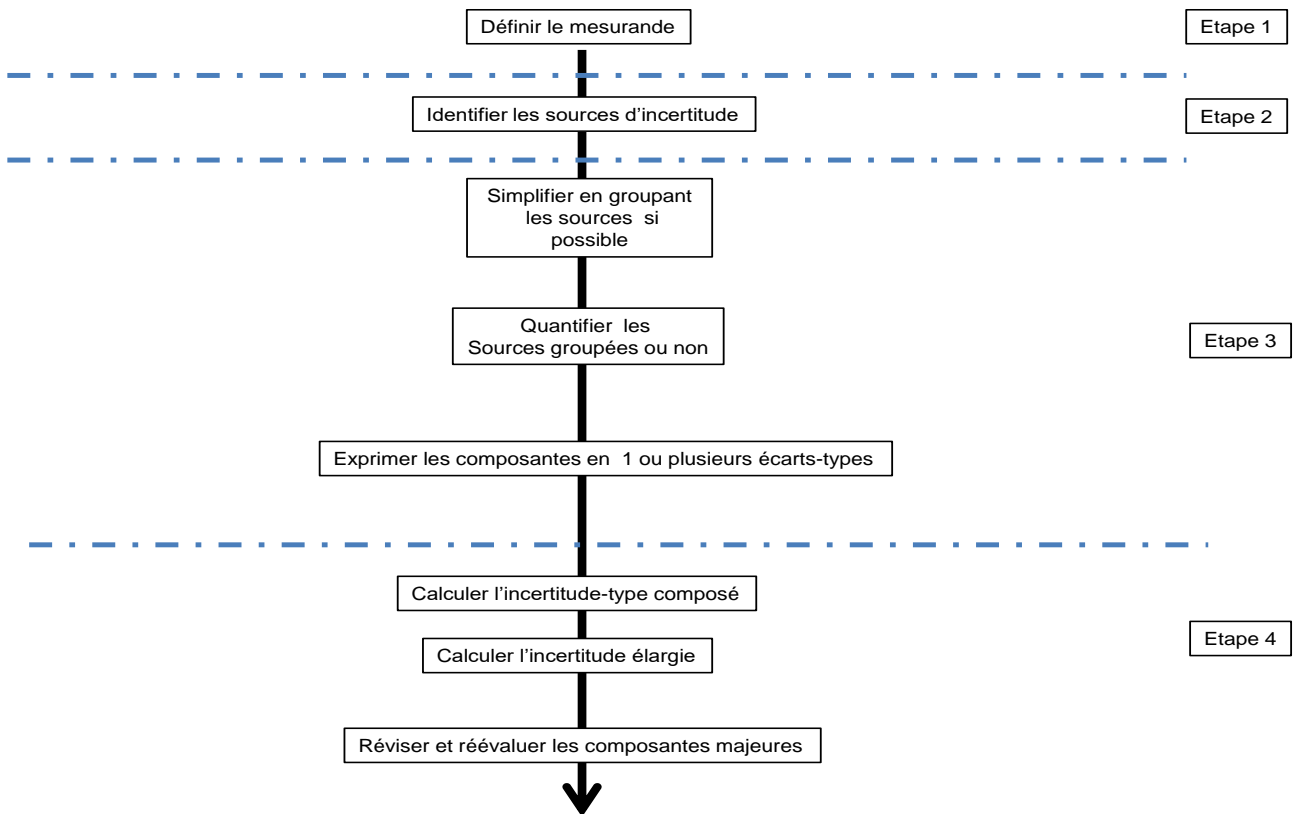 Définir le mesurande
Etape 1
Identifier les sources d’incertitude
Etape 2
Simplifier en groupant
les sources si
possible
Quantifier les
Sources groupées ou non
Etape 3
Exprimer les composantes en 1 ou plusieurs écarts-types
Calculer l’incertitude-type composé
Calculer l’incertitude élargie
Etape 4
Réviser et réévaluer les composantes majeures